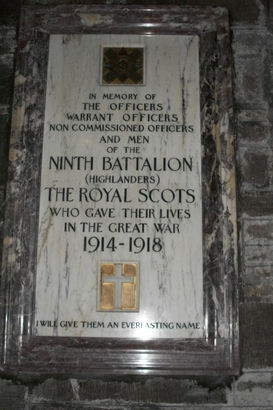 IN MEMORY OF
THE OFFICERS
WARRANT OFFICERS
NON COMMISSIONED OFFICERS
AND MEN
OF THE
NINTH BATTALION
(HIGHLANDERS)
THE ROYAL SCOTS
WHO GAVE THEIR LIVES
IN THE GREAT WAR
1914-1918
I WILL GIVE THEM AN EVERLASTING NAME